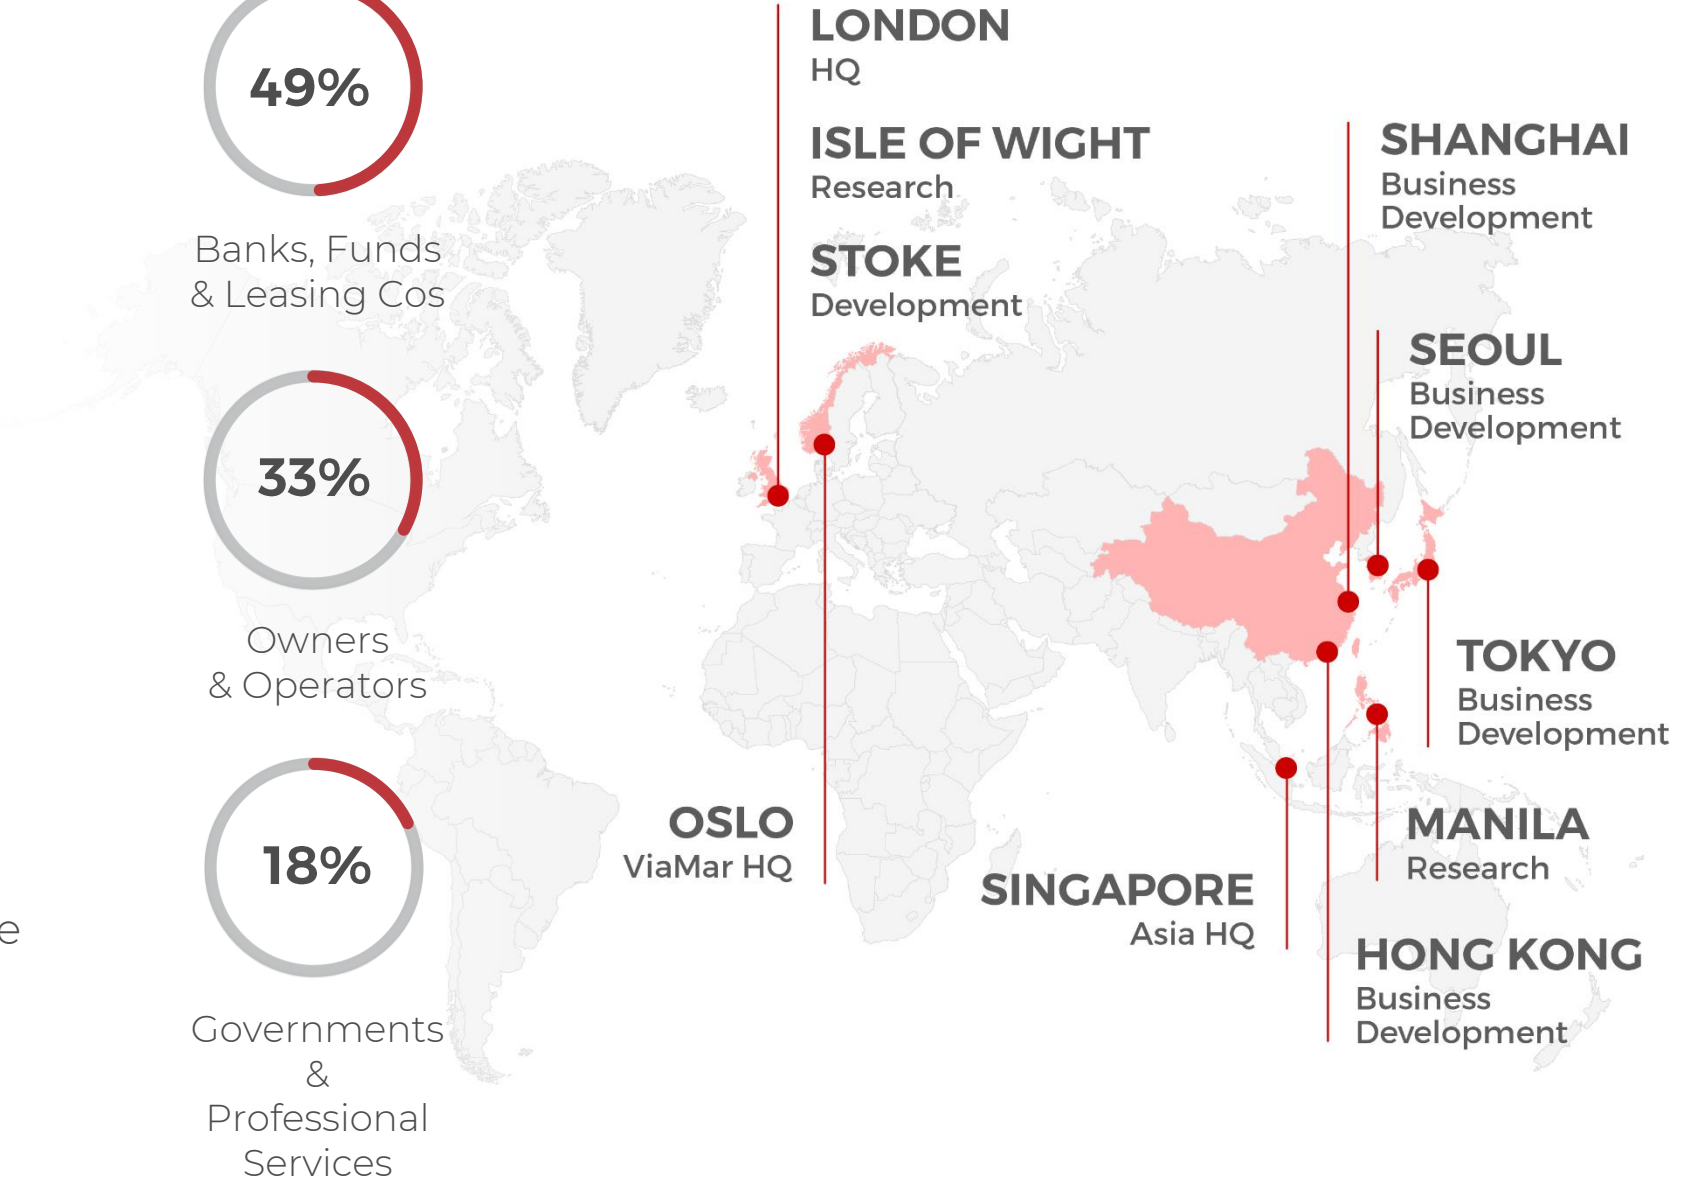 49%
Banks, Funds
& Leasing Cos
33%
Owners
& Operators
18%
Governments
&
Professional
Services
e
LONDON
HQ
ISLE OF WIGHT
Research
STOKE
Development
OSLO
ViaMar HQ
SHANGHAI
Business
Development
SEOUL
Business
Development
TOKYO
Business
Development
MANILA
Research
SINGAPORE
Asia HQ
HONG KONG
Business
Development